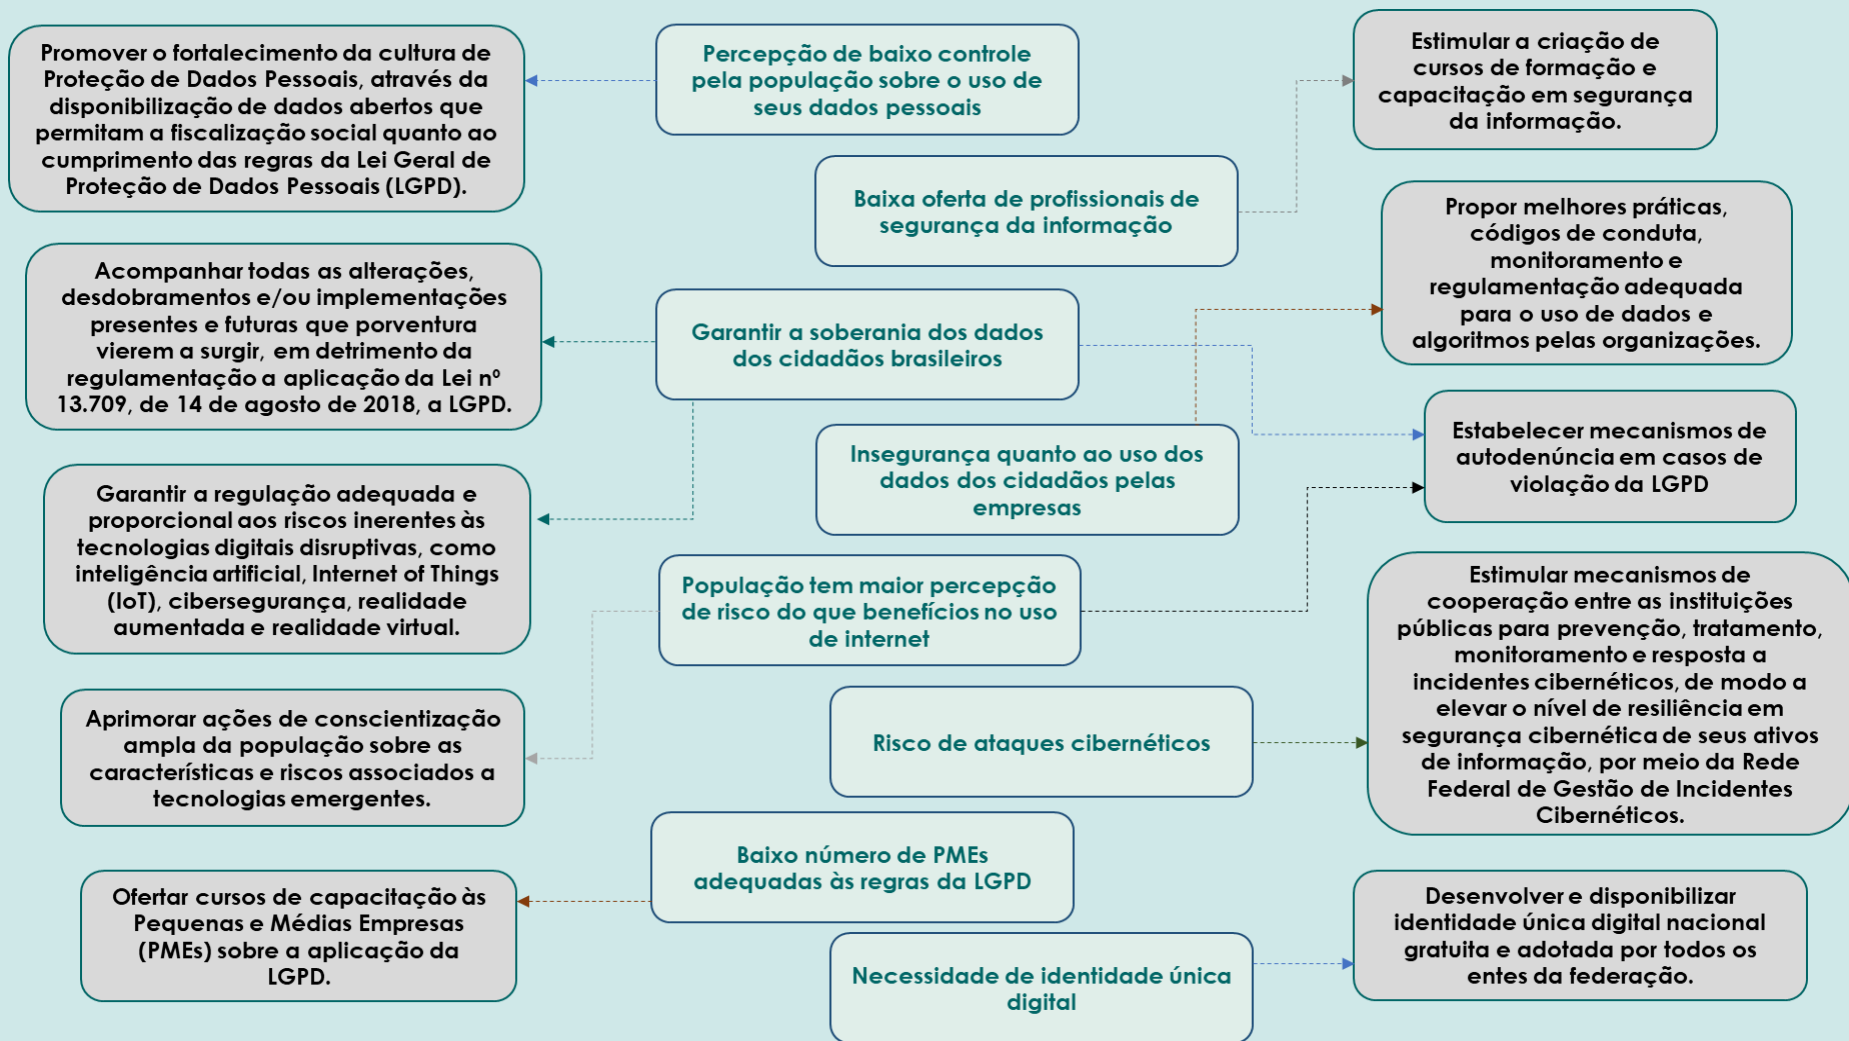 Promover o fortalecimento da cultura de
Proteção de Dados Pessoais, através da
disponibilização de dados abertos que
permitam a fiscalização social quanto ao
cumprimento das regras da Lei Geral de
Proteção de Dados Pessoais (LGPD).
Acompanhar todas as alterações,
desdobramentos e/ou implementações
presentes e futuras que porventura
vierem a surgir, em detrimento da
regulamentação a aplicação da Lei nº
13.709, de 14 de agosto de 2018, a LGPD.
Garantir a regulação adequada e
proporcional aos riscos inerentes às
tecnologias digitais disruptivas, como
inteligência artificial, Internet of Things
(IoT), cibersegurança, realidade
aumentada e realidade virtual.
Aprimorar ações de conscientização
ampla da população sobre as
características e riscos associados a
tecnologias emergentes.
Ofertar cursos de capacitação às
Pequenas e Médias Empresas
(PMEs) sobre a aplicação da
LGPD.
Percepção de baixo controle
pela população sobre o uso de
seus dados pessoais
Baixa oferta de profissionais de
segurança da informação
Garantir a soberania dos dados
dos cidadãos brasileiros
Insegurança quanto ao uso dos
dados dos cidadãos pelas
empresas
População tem maior percepção
de risco do que benefícios no uso
de internet
Risco de ataques cibernéticos
Baixo número de PMEs
adequadas às regras da LGPD
Necessidade de identidade única
digital
Estimular a criação de
cursos de formação e
capacitação em segurança
da informação.
Propor melhores práticas,
códigos de conduta,
monitoramento e
regulamentação adequada
para o uso de dados e
algoritmos pelas organizações.
Estabelecer mecanismos de
autodenúncia em casos de
violação da LGPD
Estimular mecanismos de
cooperação entre as instituições
públicas para prevenção, tratamento,
monitoramento e resposta a
incidentes cibernéticos, de modo a
elevar o nível de resiliência em
segurança cibernética de seus ativos
de informação, por meio da Rede
Federal de Gestão de Incidentes
Cibernéticos.
Desenvolver e disponibilizar
identidade única digital nacional
gratuita e adotada por todos os
entes da federação.